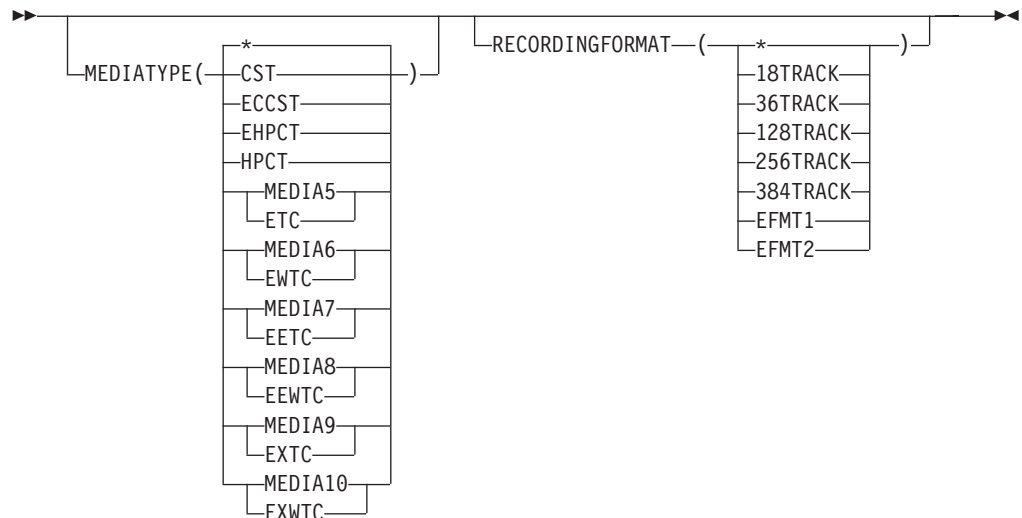 MEDIATYPE( * )
CST
ECCST
EHPCT
HPCT
MEDIA5
ETC
MEDIA6
EWTC
MEDIA7
EETC
MEDIA8
EEWTC
MEDIA9
EXTC
MEDIA10
EXWTC
RECORDINGFORMAT ( * )
18TRACK
36TRACK
128TRACK
256TRACK
384TRACK
EFMT1
EFMT2